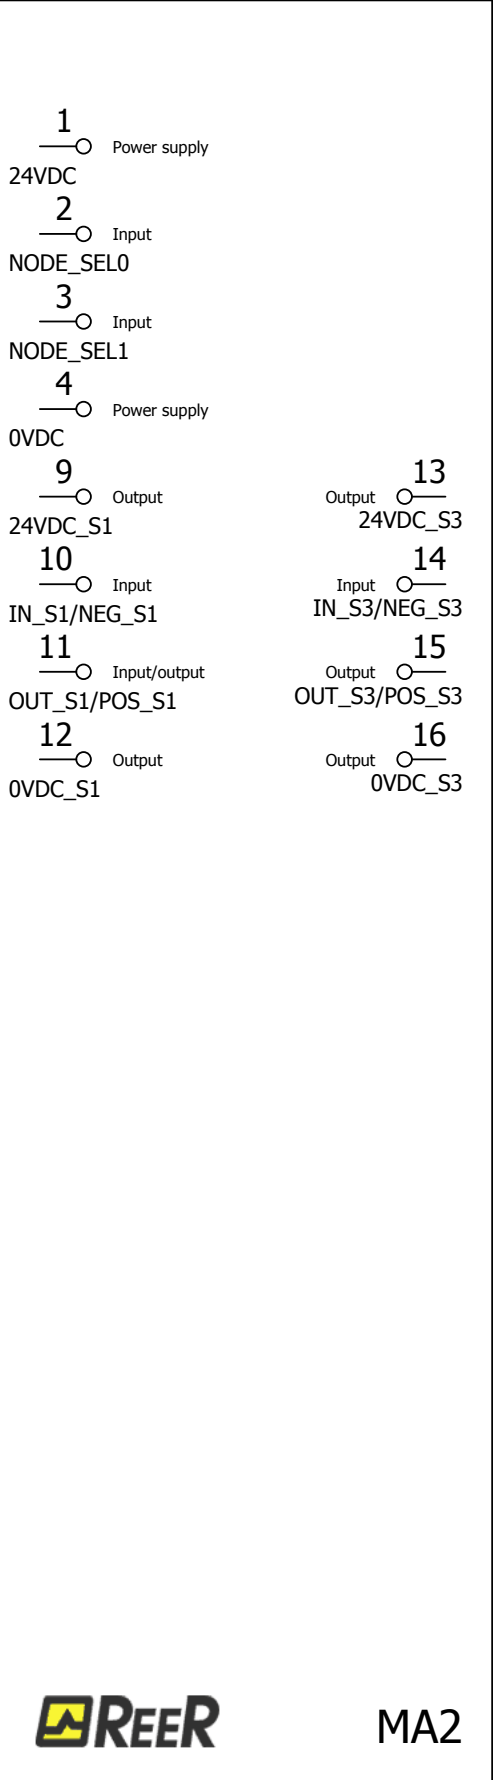 1
Power supply
24VDC
2
Input
NODE_SEL0
3
Input
NODE_SEL1
4
Power supply
0VDC
9
Output
24VDC_S1
10
Input
IN_S1/NEG_S1
11
Input/output
OUT_S1/POS_S1
12
Output
0VDC_S1
13
Output
24VDC_S3
14
Input
IN_S3/NEG_S3
15
Output
OUT_S3/POS_S3
16
Output
0VDC_S3
REER
MA2